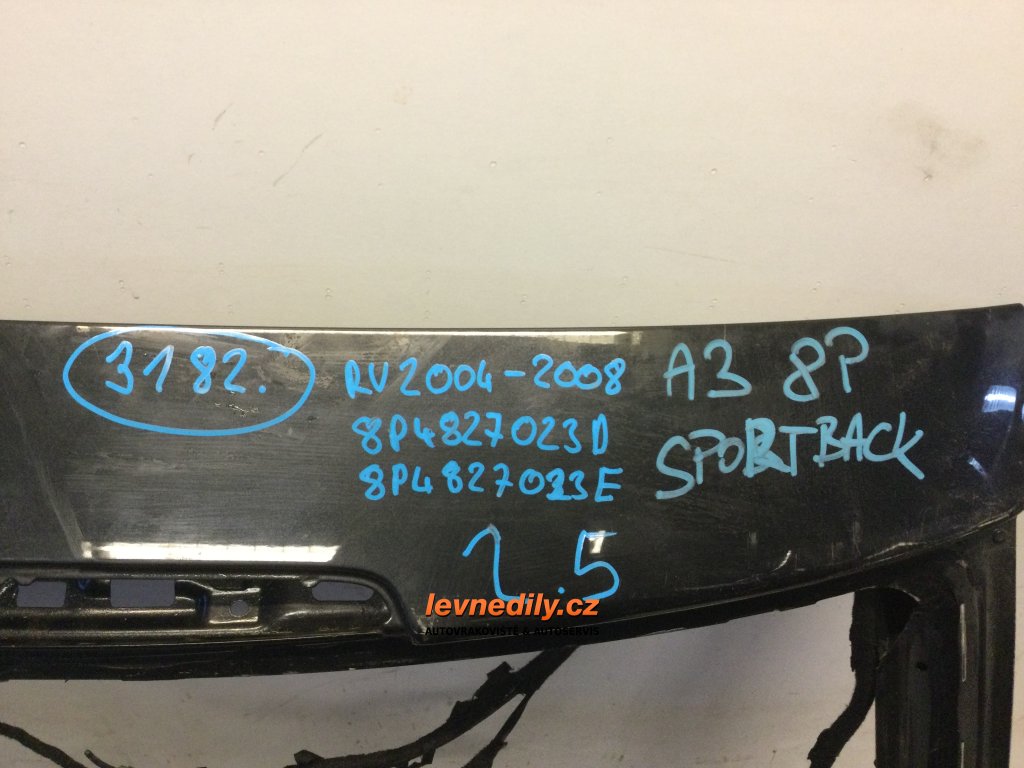 3182.
RV2004-2008
8P4827023D
8P4827023E
A3 8P
SPORTBACK
2.5
levnedily.cz
AUTOVRAKOVIŠTĚ & AUTOSERVIS